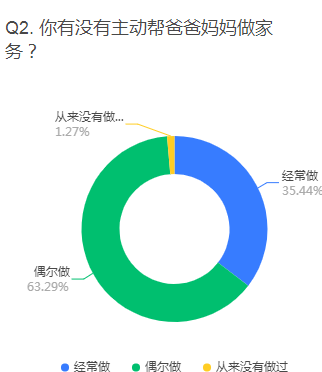 Q2. 你有没有主动帮爸爸妈妈做家
务？
从来没有做...
1.27%
经常做
35.44%
偶尔做
63.29%
经常做 偶尔做 从来没有做过